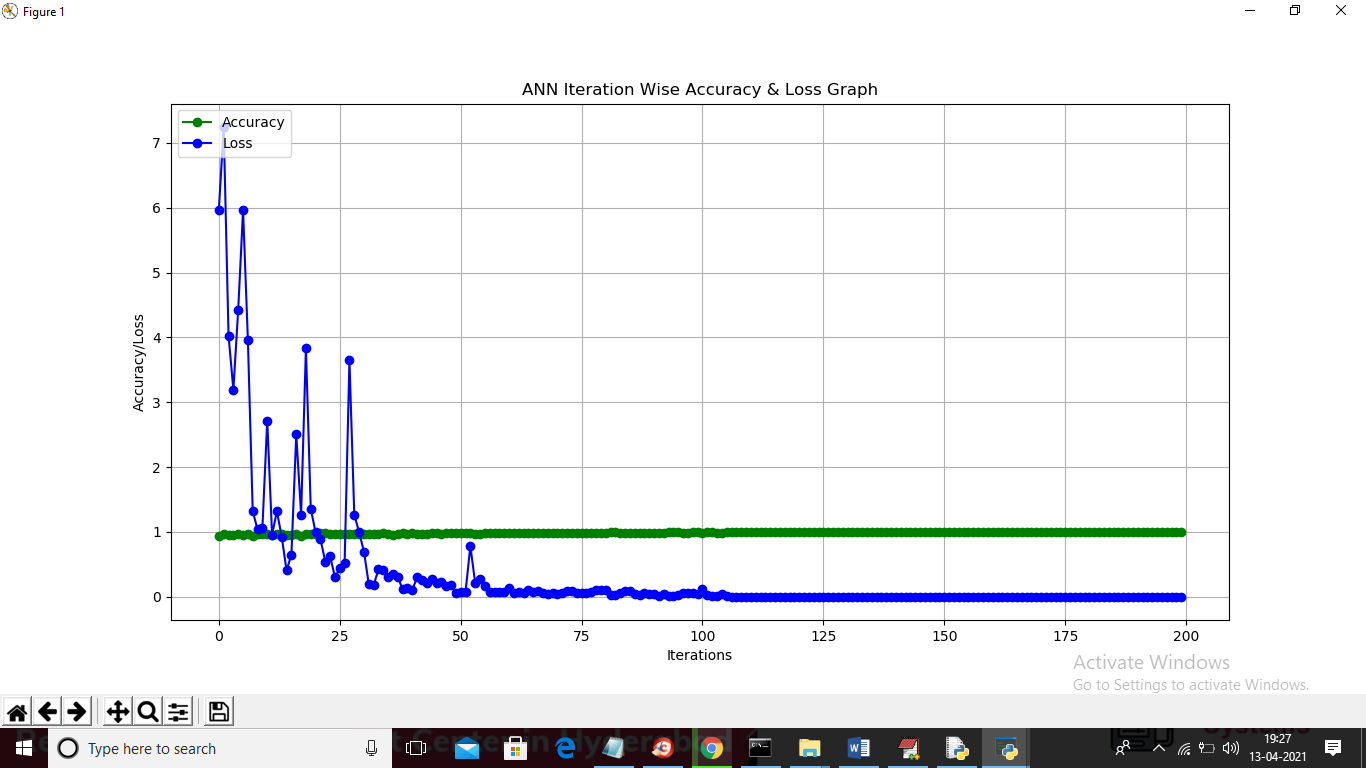 Figure 1
ANN Iteration Wise Accuracy & Loss Graph
Accuracy
Loss
7
6
5
4
3
2
1
0
Accuracy/Loss
0 25 50 75 100 125 150 175 200
Iterations
Activate Windows
Go to Settings to activate Windows.
Type here to search
19:27
13-04-2021